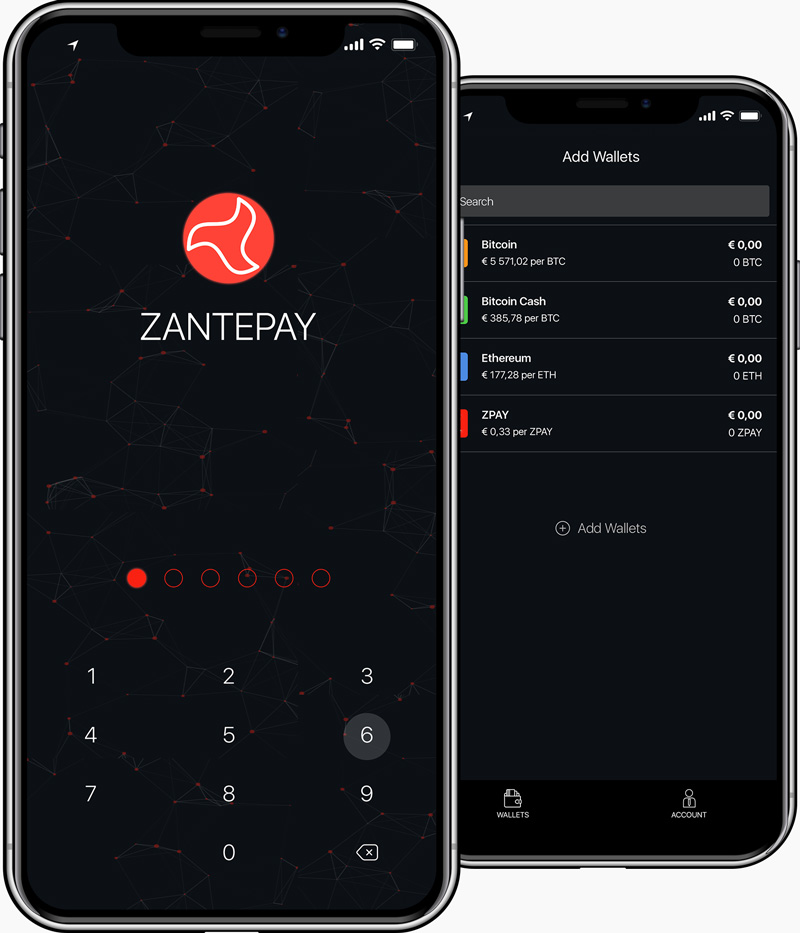 ZANTEPAY
1 2 3
4 5 6
7 8 9
0
Add Wallets
Search
Bitcoin € 0,00
€ 5 571,02 per BTC 0 BTC
Bitcoin Cash € 0,00
€ 385,78 per BTC 0 BTC
Ethereum € 0,00
€ 177,28 per ETH 0 ETH
ZPAY € 0,00
€ 0,33 per ZPAY 0 ZPAY
Add Wallets
WALLETS ACCOUNT